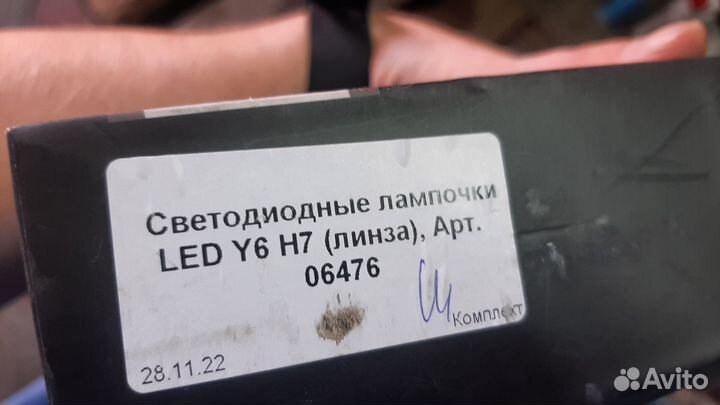 Светодиодные лампочки
LED Y6 H7 (линза), Арт.
06476
Комплект
28.11.22
Avito